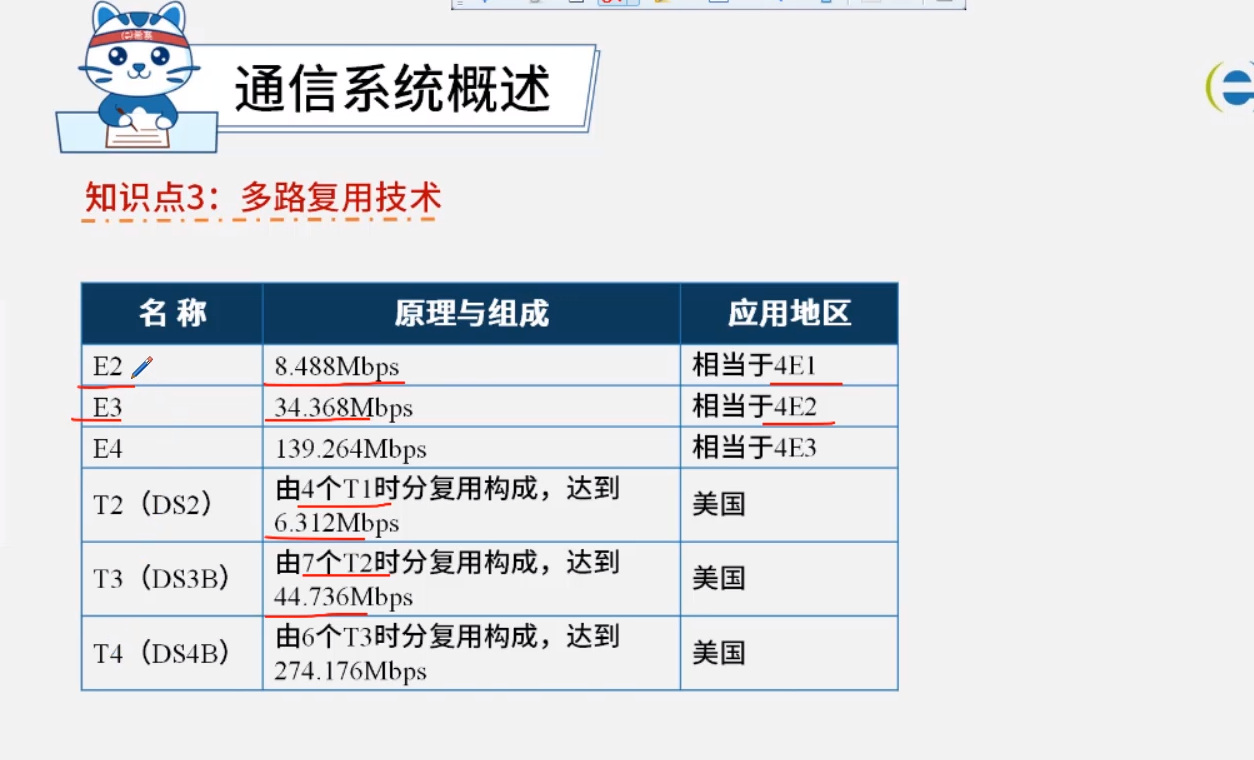 通信系统概述
知识点3：多路复用技术
名 称 原理与组成 应用地区
E2 8.488Mbps 相当于4E1
E3 34.368Mbps 相当于4E2
E4 139.264Mbps 相当于4E3
T2（DS2） 由4个T1时分复用构成，达到
6.312Mbps 美国
T3（DS3B） 由7个T2时分复用构成，达到
44.736Mbps 美国
T4（DS4B） 由6个T3时分复用构成，达到
274.176Mbps 美国